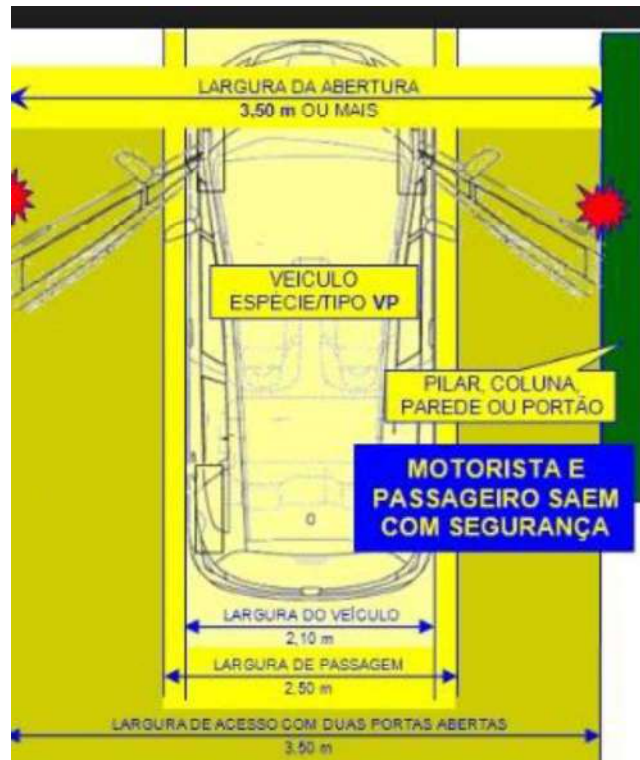 LARGURA DA ABERTURA
3,50 m OU MAIS
VEICULO
ESPÉCIE/TIPO VP
PILAR, COLUNA,
PAREDE OU PORTÃO
MOTORISTA E
PASSAGEIRO SAEM
COM SEGURANÇA
0
LARGURA DO VEÍCULO
2,10 m
LARGURA DE PASSAGEM
2,50 m
LARGURA DE ACESSO COM DUAS PORTAS ABERTAS
3,50 m